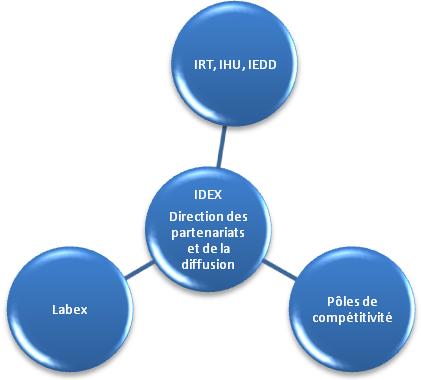 IRT, IHU, IEDD
IDEX
Direction des
partenariats
et de la
diffusion
Labex
Pôles de
compétitivité